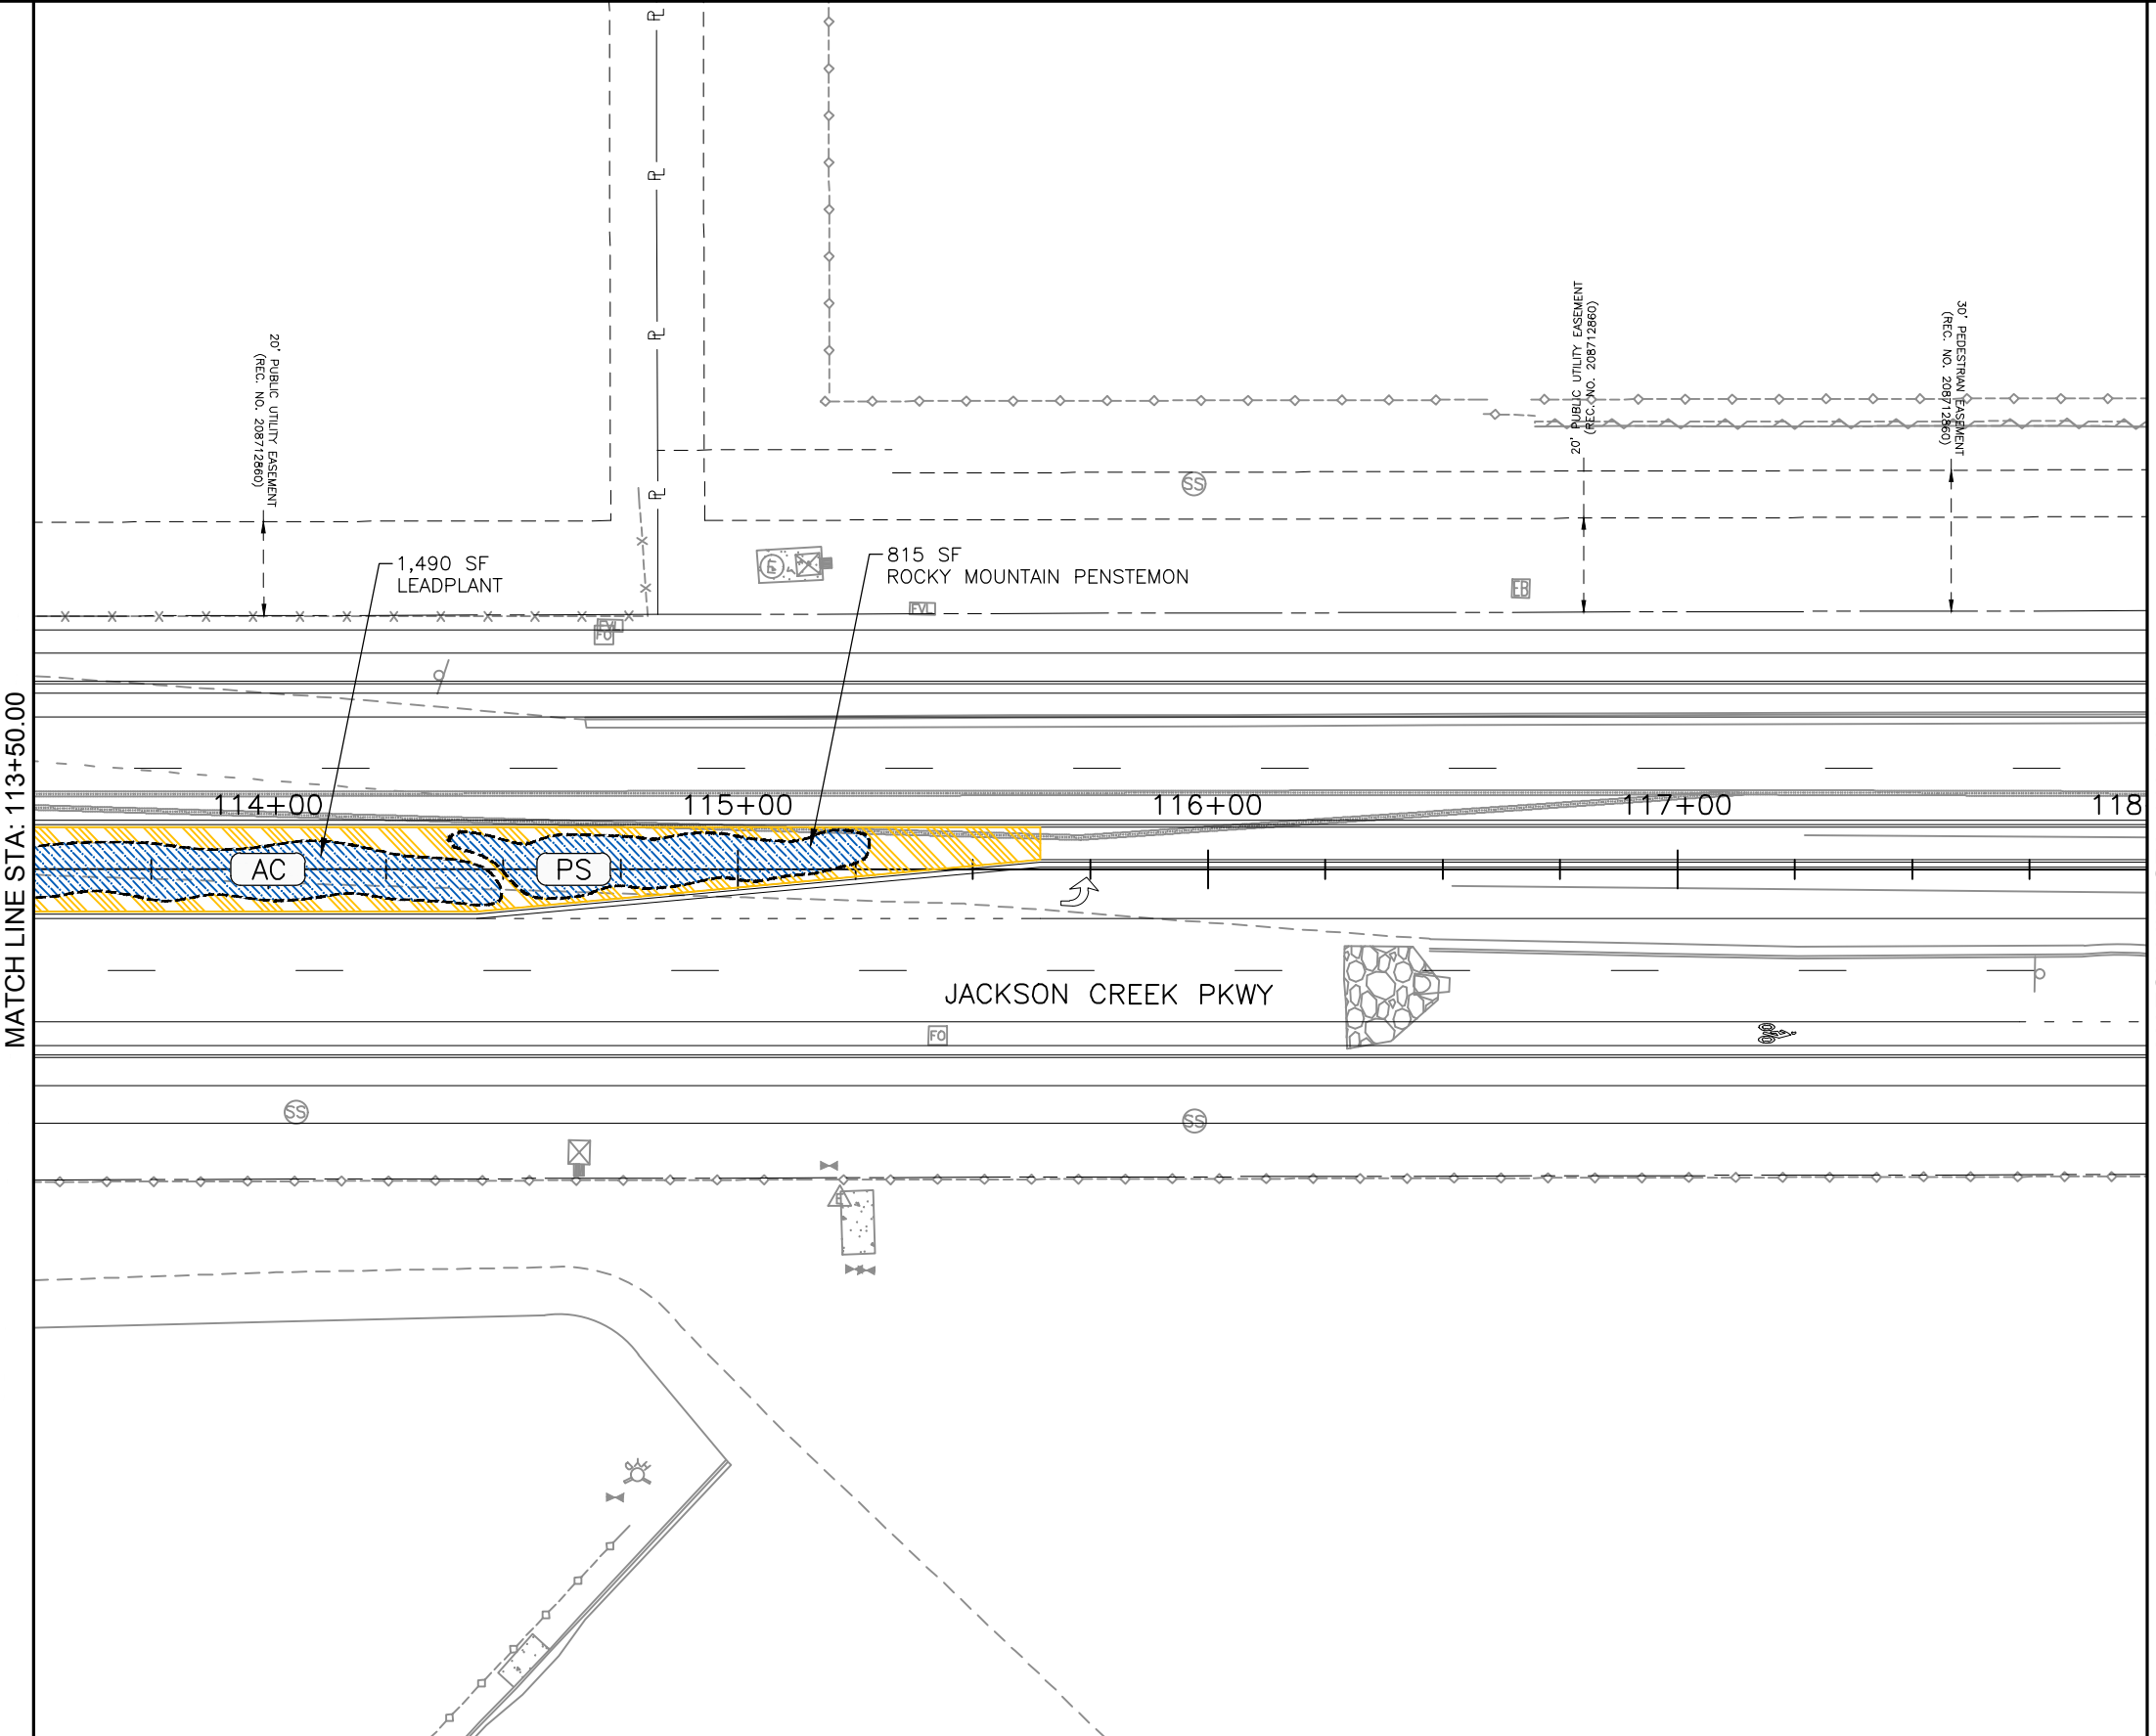 20' PUBLIC UTILITY EASEMENT
(REC. NO. 208712860)
20' PUBLIC UTILITY EASEMENT
(REC. NO. 208712860)
30' PEDESTRIAN EASEMENT
(REC. NO. 208712860)
SS
1,490 SF
LEADPLANT
815 SF
ROCKY MOUNTAIN PENSTEMON
E
EB
FO
MATCH LINE STA: 113+50.00
114+00
115+00
116+00
117+00
118
AC
PS
JACKSON CREEK PKWY
FO
SS
SS
E